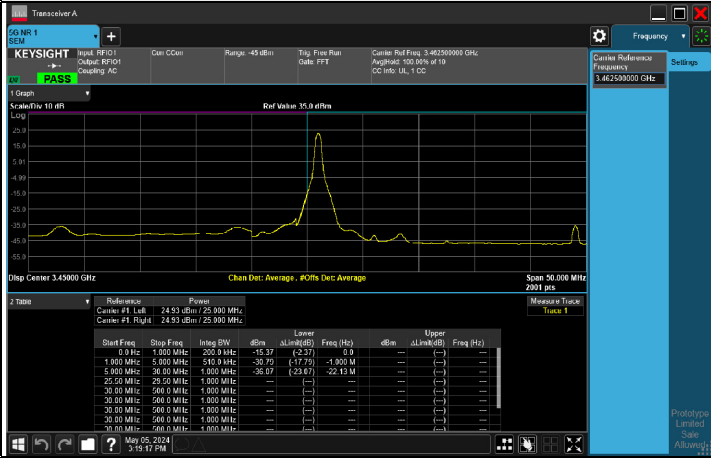 Transceiver A
5G NR 1
SEM
Frequency
KEYSIGHT
Input: RFIO1
Output: RFIO1
Coupling: AC
Corr CCorr
Range: -45 dBm
Trig: Free Run
Gate: FFT
Carrier Ref Freq: 3.462500000 GHz
Avg|Hold: 100.00% of 10
CC Info: UL, 1 CC
PASS
Carrier Reference
Frequency
3.462500000 GHz
Settings
1 Graph
Scale/Div 10 dB
Ref Value 35.0 dBm
Log
25.0
15.0
5.01
-4.99
-15.0
-25.0
-35.0
-45.0
-55.0
Disp Center 3.45000 GHz
Chan Det: Average , #Offs Det: Average
Span 50.000 MHz
2001 pts
2 Table
Measure Trace
Trace 1
Reference Power
Carrier #1. Left 24.93 dBm / 25.000 MHz
Carrier #1. Right 24.93 dBm / 25.000 MHz
Lower Upper
Start Freq Stop Freq Integ BW dBm ΔLimit(dB) Freq (Hz) dBm ΔLimit(dB) Freq (Hz)
0.0 Hz 1.000 MHz 200.0 kHz -15.37 (-2.37) 0.0 --- (---) ---
1.000 MHz 5.000 MHz 510.0 kHz -30.79 (-17.79) -1.000 M --- (---) ---
5.000 MHz 30.00 MHz 1.000 MHz -36.07 (-23.07) -22.13 M --- (---) ---
25.50 MHz 29.50 MHz 1.000 MHz --- (---) --- --- (---) ---
30.00 MHz 500.0 MHz 1.000 MHz --- (---) --- --- (---) ---
30.00 MHz 500.0 MHz 1.000 MHz --- (---) --- --- (---) ---
30.00 MHz 500.0 MHz 1.000 MHz --- (---) --- --- (---) ---
30.00 MHz 500.0 MHz 1.000 MHz --- (---) --- --- (---) ---
30.00 MHz 500.0 MHz 1.000 MHz --- (---) --- --- (---) ---
May 05, 2024
3:19:17 PM
Prototype
Limited
Sale
Allowed